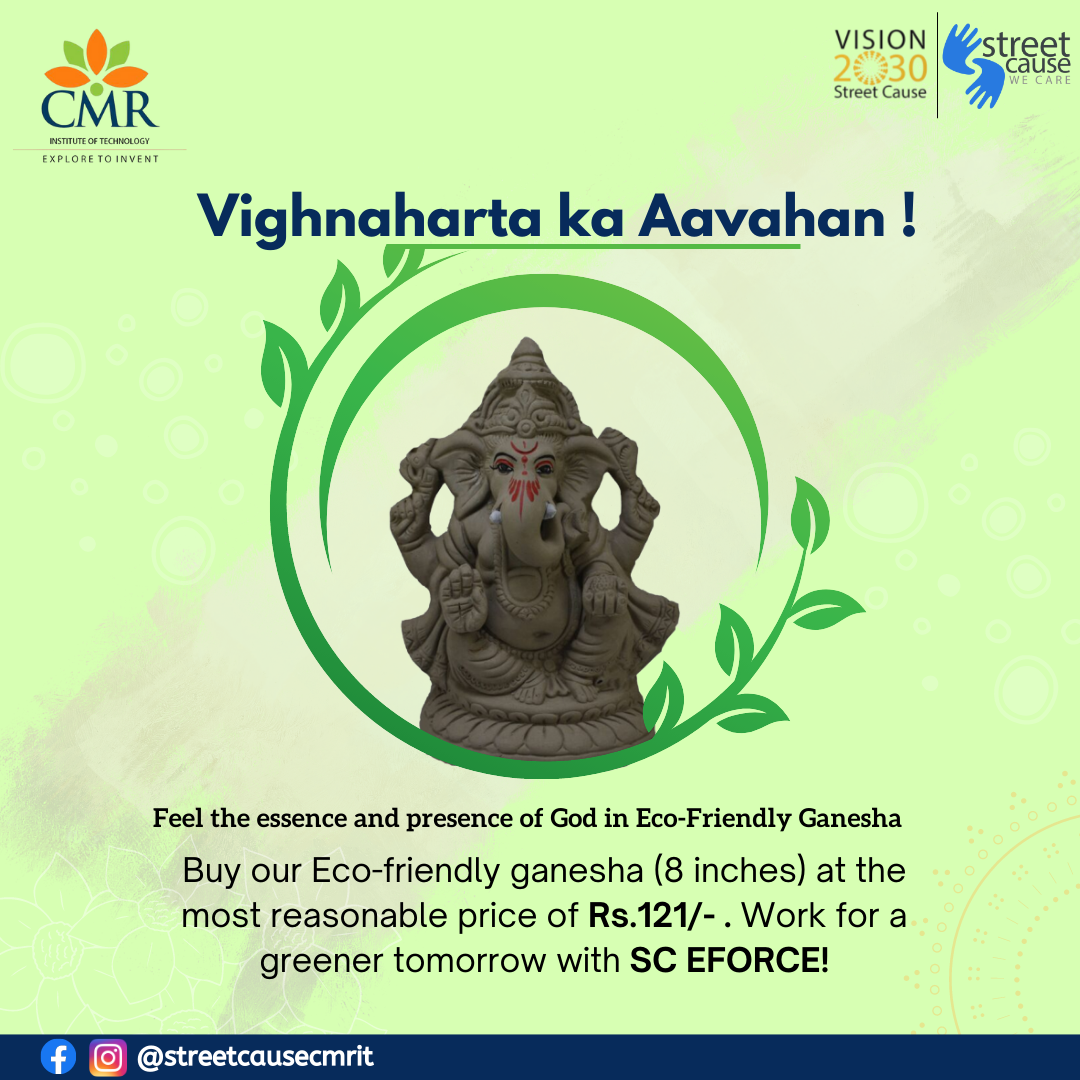 CMR
INSTITUTE OF TECHNOLOGY
EXPLORE TO INVENT
VISION
2030
Street Cause
street
cause
WE CARE
Vighnaharta ka Aavahan !
Feel the essence and presence of God in Eco-Friendly Ganesha
Buy our Eco-friendly ganesha (8 inches) at the
most reasonable price of Rs.121/- . Work for a
greener tomorrow with SC EFORCE!
@streetcausecmrit